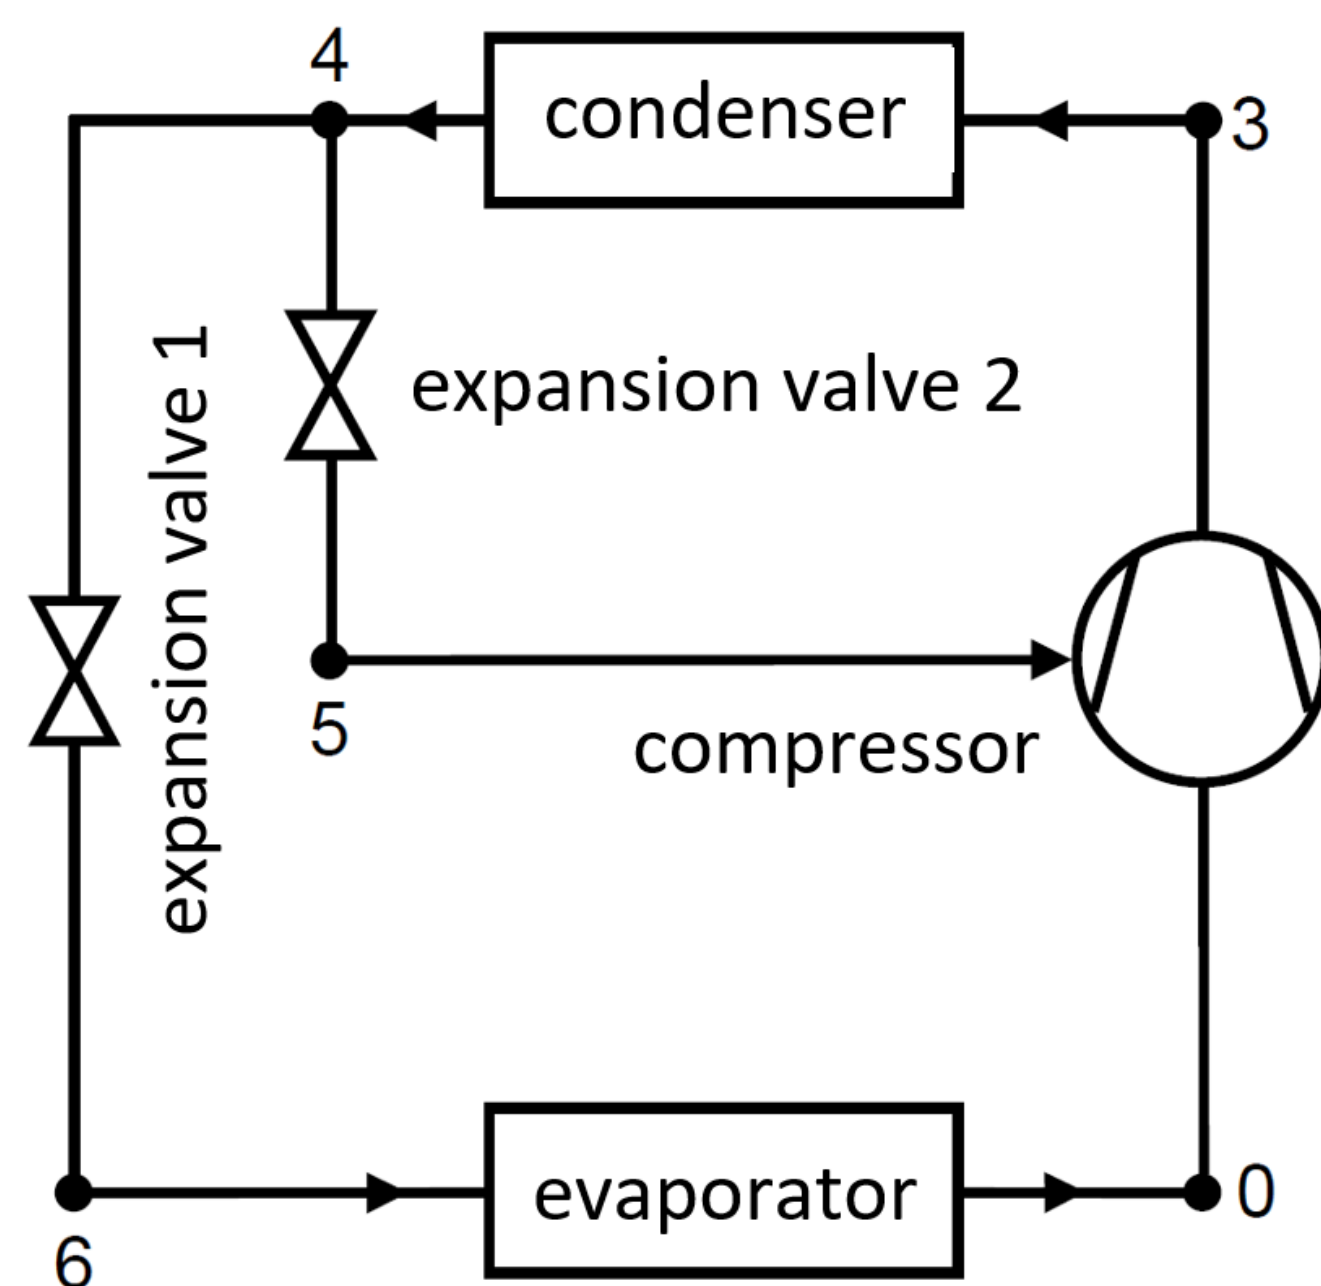 4
condenser
3
expansion valve 1
expansion valve 2
5
compressor
evaporator
0
6